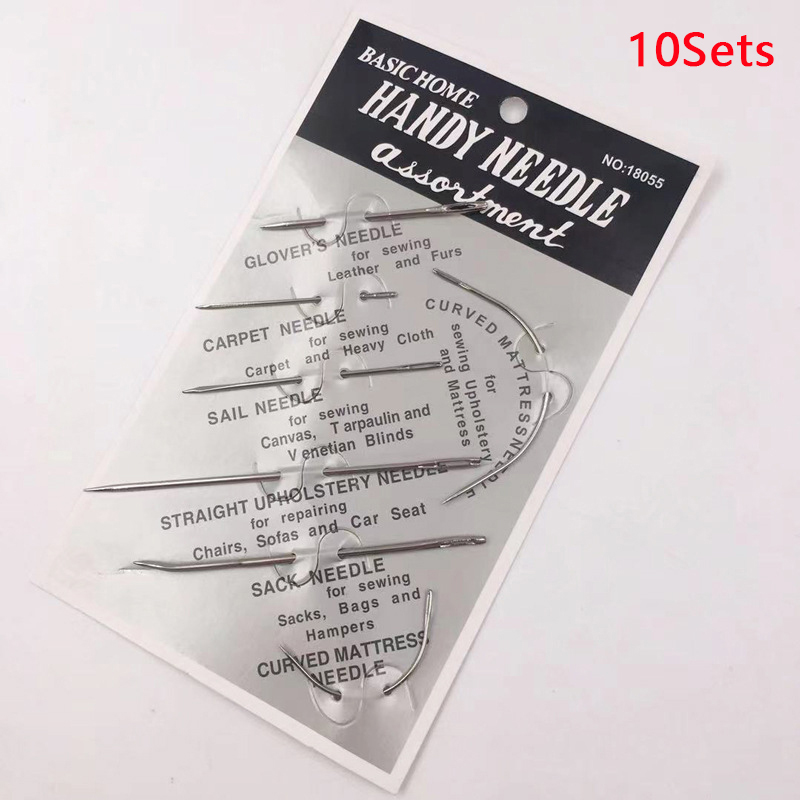 10Sets
BASIC HOME
HANDY NEEDLE
assortment
NO:18055
GLOVER'S NEEDLE
for sewing
Leather and Furs
CARPET NEEDLE
for sewing
Carpet and Heavy Cloth
SAIL NEEDLE
for sewing
Canvas, Tarpaulin and
Venetian Blinds
CURVED MATTRESS NEEDLE
for
sewing Upholstery
and Mattress
STRAIGHT UPHOLSTERY NEEDLE
for repairing
Chairs, Sofas and Car Seat
SACK NEEDLE
for sewing
Sacks, Bags and
Hampers
CURVED MATTRESS
NEEDLE